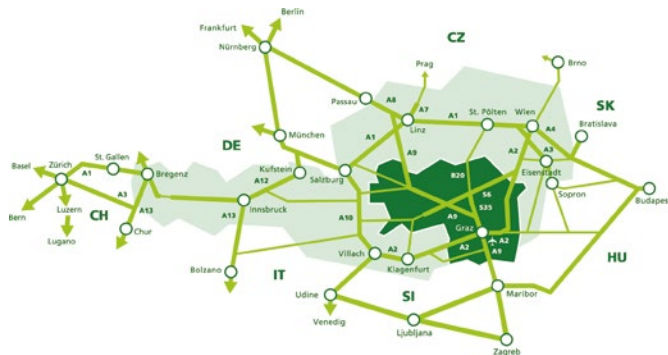 Berlin
Frankfurt
Nürnberg
CZ
Prag
Brno
Passau
A8
A7
A1
St. Pölten
Wien
A4
SK
Bratislava
Linz
München
DE
A1
A9
A2
A3
Eisenstadt
Basel
Zürich
St. Gallen
A1
Bregenz
Kufstein
A12
Salzburg
B20
Sopron
Budapes
A3
A13
S6
S35
Bern
Luzern
CH
Chur
A13
Innsbruck
A10
A9
Graz
Lugano
A2
A2
A2
A9
HU
Bolzano
IT
Villach
Klagenfurt
Udine
SI
Maribor
Venedig
Ljubljana
Zagreb